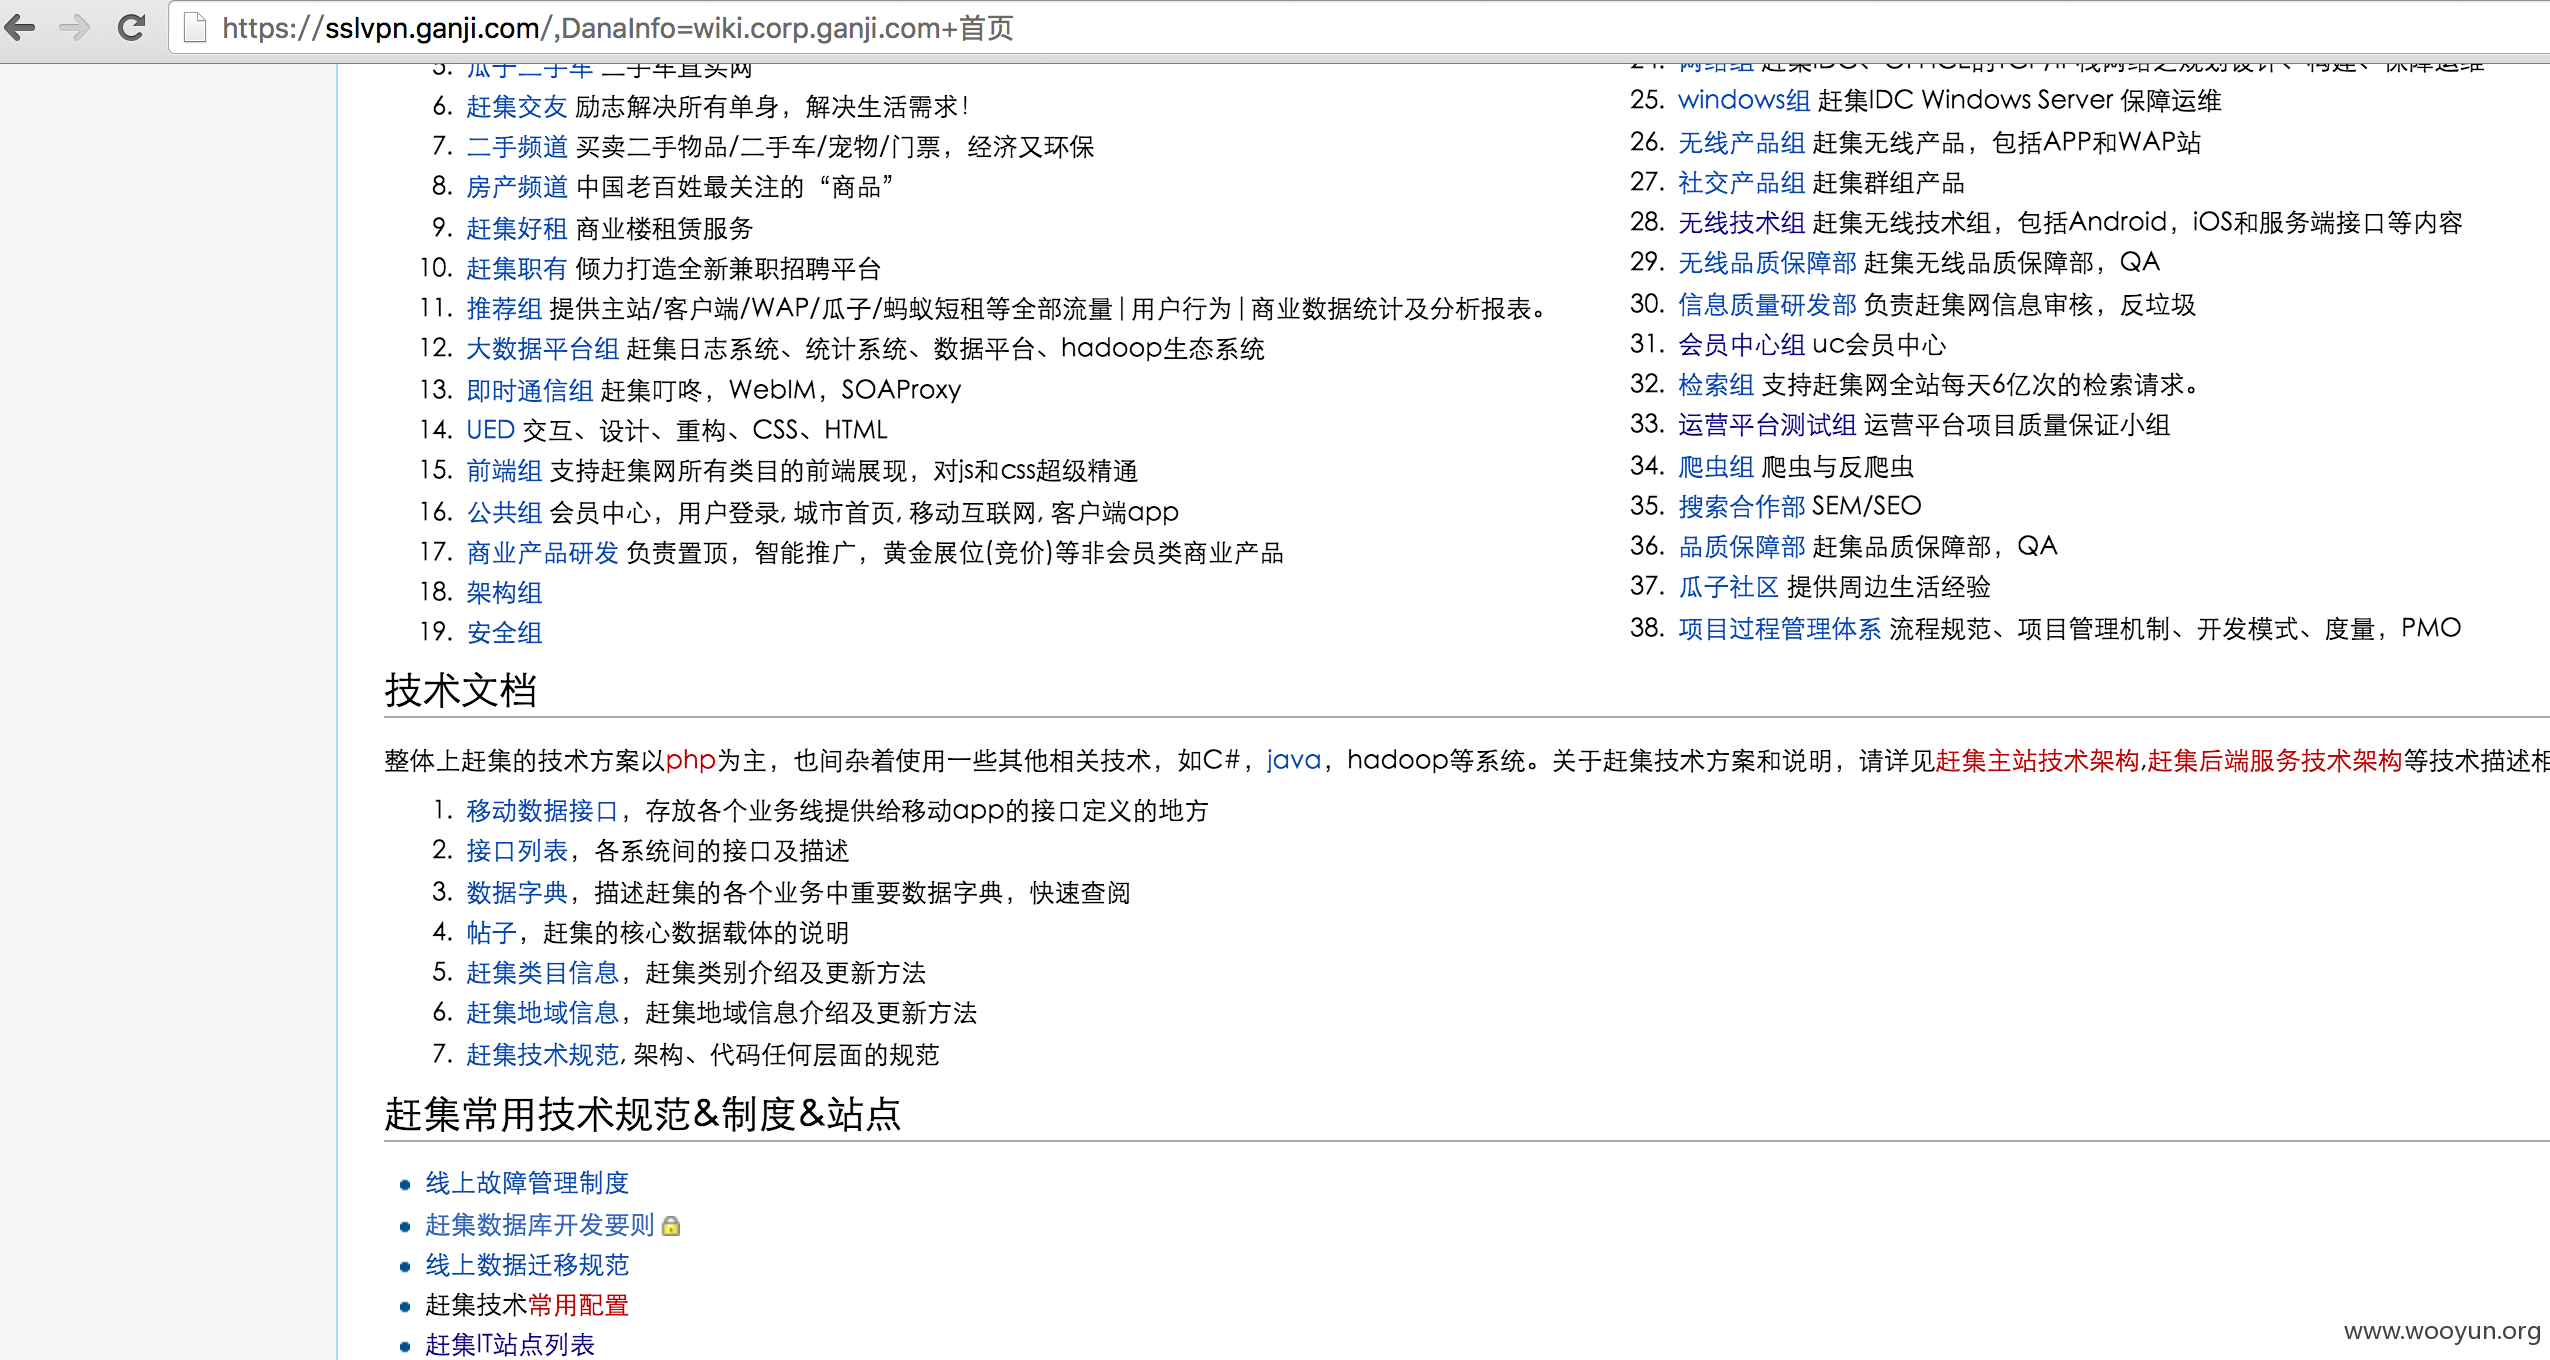 https://sslvpn.ganji.com/,DanaInfo=wiki.corp.ganji.com+首页
5. 瓜子二手车 二手车直卖网
6. 赶集交友 励志解决所有单身，解决生活需求！
7. 二手频道 买卖二手物品/二手车/宠物/门票，经济又环保
8. 房产频道 中国老百姓最关注的“商品”
9. 赶集好租 商业楼租赁服务
10. 赶集职有 倾力打造全新兼职招聘平台
11. 推荐组 提供主站/客户端/WAP/瓜子/蚂蚁短租等全部流量|用户行为|商业数据统计及分析报表。
12. 大数据平台组 赶集日志系统、统计系统、数据平台、hadoop生态系统
13. 即时通信组 赶集叮咚，WebIM，SOAProxy
14. UED 交互、设计、重构、CSS、HTML
15. 前端组 支持赶集网所有类目的前端展现，对js和css超级精通
16. 公共组 会员中心，用户登录, 城市首页, 移动互联网, 客户端app
17. 商业产品研发 负责置顶，智能推广，黄金展位(竞价)等非会员类商业产品
18. 架构组
19. 安全组
24. 网络组 赶集IDC、OFFICE的TCP/IP栈网络之规划设计、构建、保障运维
25. windows组 赶集IDC Windows Server 保障运维
26. 无线产品组 赶集无线产品，包括APP和WAP站
27. 社交产品组 赶集群组产品
28. 无线技术组 赶集无线技术组，包括Android，iOS和服务端接口等内容
29. 无线品质保障部 赶集无线品质保障部，QA
30. 信息质量研发部 负责赶集网信息审核，反垃圾
31. 会员中心组 uc会员中心
32. 检索组 支持赶集网全站每天6亿次的检索请求。
33. 运营平台测试组 运营平台项目质量保证小组
34. 爬虫组 爬虫与反爬虫
35. 搜索合作部 SEM/SEO
36. 品质保障部 赶集品质保障部，QA
37. 瓜子社区 提供周边生活经验
38. 项目过程管理体系 流程规范、项目管理机制、开发模式、度量，PMO
技术文档
整体上赶集的技术方案以php为主，也间杂着使用一些其他相关技术，如C#，java，hadoop等系统。关于赶集技术方案和说明，请详见赶集主站技术架构,赶集后端服务技术架构等技术描述相
1. 移动数据接口，存放各个业务线提供给移动app的接口定义的地方
2. 接口列表，各系统间的接口及描述
3. 数据字典，描述赶集的各个业务中重要数据字典，快速查阅
4. 帖子，赶集的核心数据载体的说明
5. 赶集类目信息，赶集类别介绍及更新方法
6. 赶集地域信息，赶集地域信息介绍及更新方法
7. 赶集技术规范, 架构、代码任何层面的规范
赶集常用技术规范&制度&站点
线上故障管理制度
赶集数据库开发要则
线上数据迁移规范
赶集技术常用配置
赶集IT站点列表
www.wooyun.org